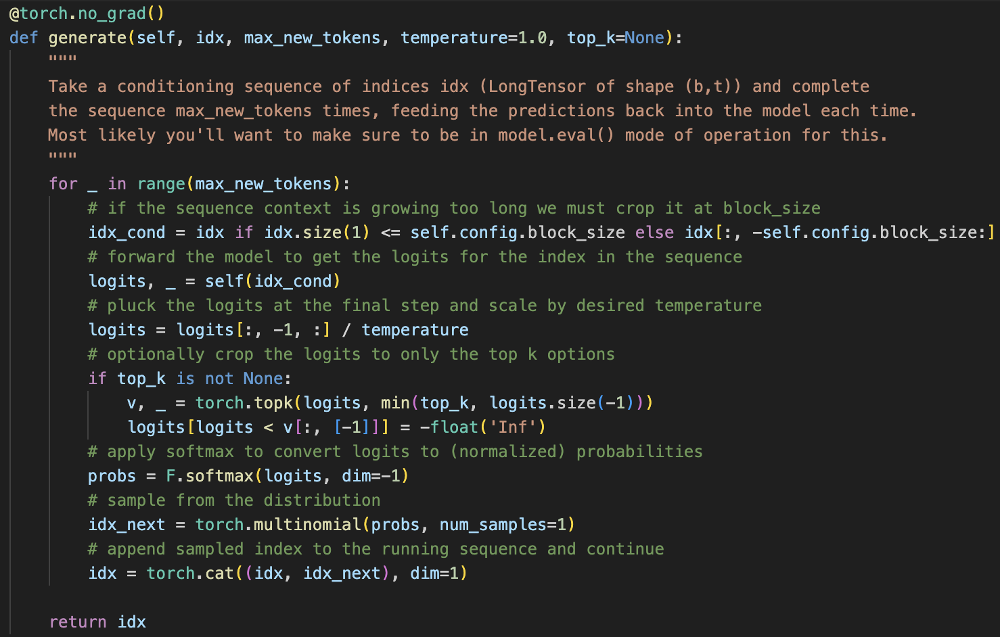 @torch.no_grad()
def generate(self, idx, max_new_tokens, temperature=1.0, top_k=None):
    """
    Take a conditioning sequence of indices idx (LongTensor of shape (b,t)) and complete
    the sequence max_new_tokens times, feeding the predictions back into the model each time.
    Most likely you'll want to make sure to be in model.eval() mode of operation for this.
    """
    for _ in range(max_new_tokens):
        # if the sequence context is growing too long we must crop it at block_size
        idx_cond = idx if idx.size(1) <= self.config.block_size else idx[:, -self.config.block_size:]
        # forward the model to get the logits for the index in the sequence
        logits, _ = self(idx_cond)
        # pluck the logits at the final step and scale by desired temperature
        logits = logits[:, -1, :] / temperature
        # optionally crop the logits to only the top k options
        if top_k is not None:
            v, _ = torch.topk(logits, min(top_k, logits.size(-1)))
            logits[logits < v[:, [-1]]] = -float('Inf')
        # apply softmax to convert logits to (normalized) probabilities
        probs = F.softmax(logits, dim=-1)
        # sample from the distribution
        idx_next = torch.multinomial(probs, num_samples=1)
        # append sampled index to the running sequence and continue
        idx = torch.cat((idx, idx_next), dim=1)

    return idx